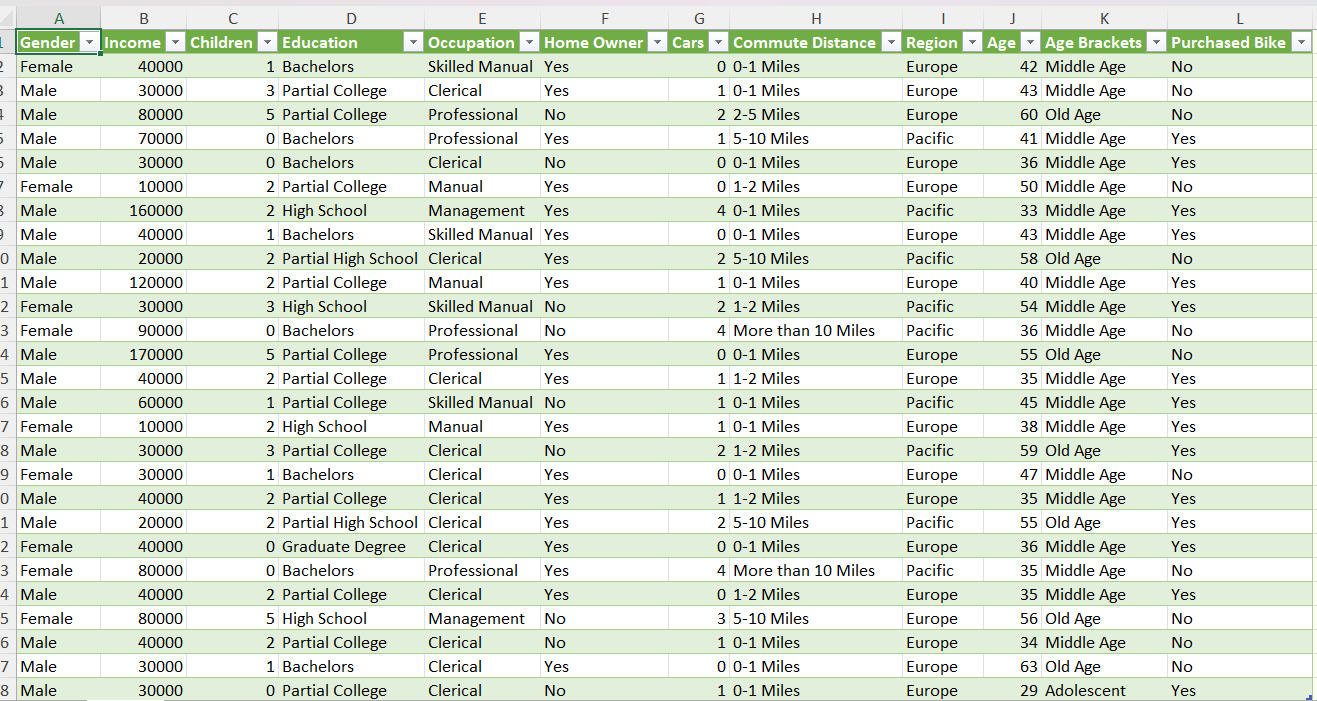 A B C D E F G H I J K L
1 Gender Income Children Education Occupation Home Owner Cars Commute Distance Region Age Age Brackets Purchased Bike
2 Female 40000 1 Bachelors Skilled Manual Yes 0 0-1 Miles Europe 42 Middle Age No
3 Male 30000 3 Partial College Clerical Yes 1 0-1 Miles Europe 43 Middle Age No
4 Male 80000 5 Partial College Professional No 2 2-5 Miles Europe 60 Old Age No
5 Male 70000 0 Bachelors Professional Yes 1 5-10 Miles Pacific 41 Middle Age Yes
6 Male 30000 0 Bachelors Clerical No 0 0-1 Miles Europe 36 Middle Age Yes
7 Female 10000 2 Partial College Manual Yes 0 1-2 Miles Europe 50 Middle Age No
8 Male 160000 2 High School Management Yes 4 0-1 Miles Pacific 33 Middle Age Yes
9 Male 40000 1 Bachelors Skilled Manual Yes 0 0-1 Miles Europe 43 Middle Age Yes
0 Male 20000 2 Partial High School Clerical Yes 2 5-10 Miles Pacific 58 Old Age No
1 Male 120000 2 Partial College Manual Yes 1 0-1 Miles Europe 40 Middle Age Yes
2 Female 30000 3 High School Skilled Manual No 2 1-2 Miles Pacific 54 Middle Age Yes
3 Female 90000 0 Bachelors Professional No 4 More than 10 Miles Pacific 36 Middle Age No
4 Male 170000 5 Partial College Professional Yes 0 0-1 Miles Europe 55 Old Age No
5 Male 40000 2 Partial College Clerical Yes 1 1-2 Miles Europe 35 Middle Age Yes
6 Male 60000 1 Partial College Skilled Manual No 1 0-1 Miles Pacific 45 Middle Age Yes
7 Female 10000 2 High School Manual Yes 1 0-1 Miles Europe 38 Middle Age Yes
8 Male 30000 3 Partial College Clerical No 2 1-2 Miles Pacific 59 Old Age Yes
9 Female 30000 1 Bachelors Clerical Yes 0 0-1 Miles Europe 47 Middle Age No
0 Male 40000 2 Partial College Clerical Yes 1 1-2 Miles Europe 35 Middle Age Yes
1 Male 20000 2 Partial High School Clerical Yes 2 5-10 Miles Pacific 55 Old Age Yes
2 Female 40000 0 Graduate Degree Clerical Yes 0 0-1 Miles Europe 36 Middle Age Yes
3 Female 80000 0 Bachelors Professional Yes 4 More than 10 Miles Pacific 35 Middle Age No
4 Male 40000 2 Partial College Clerical Yes 0 1-2 Miles Europe 35 Middle Age Yes
5 Female 80000 5 High School Management No 3 5-10 Miles Europe 56 Old Age No
6 Male 40000 2 Partial College Clerical No 1 0-1 Miles Europe 34 Middle Age No
7 Male 30000 1 Bachelors Clerical Yes 0 0-1 Miles Europe 63 Old Age No
8 Male 30000 0 Partial College Clerical No 1 0-1 Miles Europe 29 Adolescent Yes